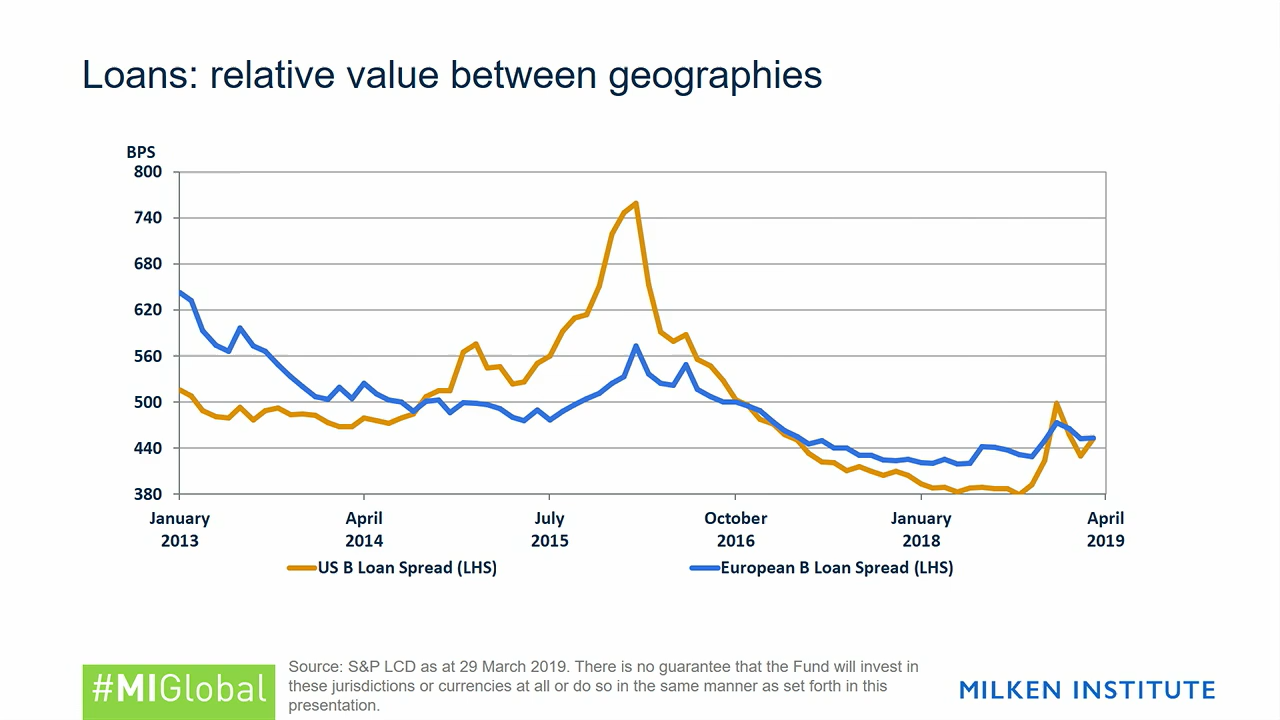 Loans: relative value between geographies
BPS
800
740
680
620
560
500
440
380
January April July October January April
2013 2014 2015 2016 2018 2019
US B Loan Spread (LHS) European B Loan Spread (LHS)
#MIGlobal
Source: S&P LCD as at 29 March 2019. There is no guarantee that the Fund will invest in
these jurisdictions or currencies at all or do so in the same manner as set forth in this
presentation.
MILKEN INSTITUTE